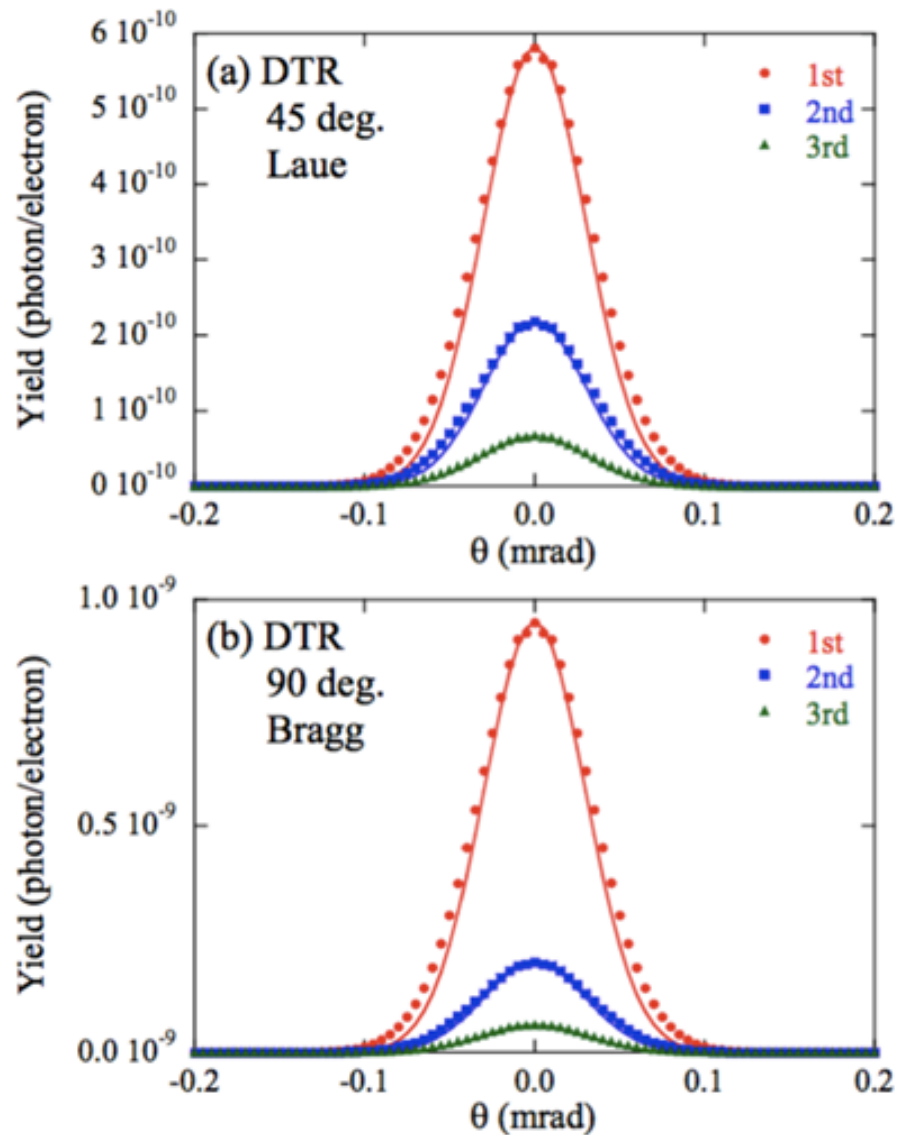 6 10⁻¹⁰
(a) DTR
1st
5 10⁻¹⁰
45 deg.
2nd
Laue
3rd
4 10⁻¹⁰
3 10⁻¹⁰
2 10⁻¹⁰
1 10⁻¹⁰
0 10⁻¹⁰
Yield (photon/electron)
-0.2 -0.1 0.0 0.1 0.2
θ (mrad)
1.0 10⁻⁹
(b) DTR
1st
90 deg.
2nd
Bragg
3rd
0.5 10⁻⁹
0.0 10⁻⁹
Yield (photon/electron)
-0.2 -0.1 0.0 0.1 0.2
θ (mrad)